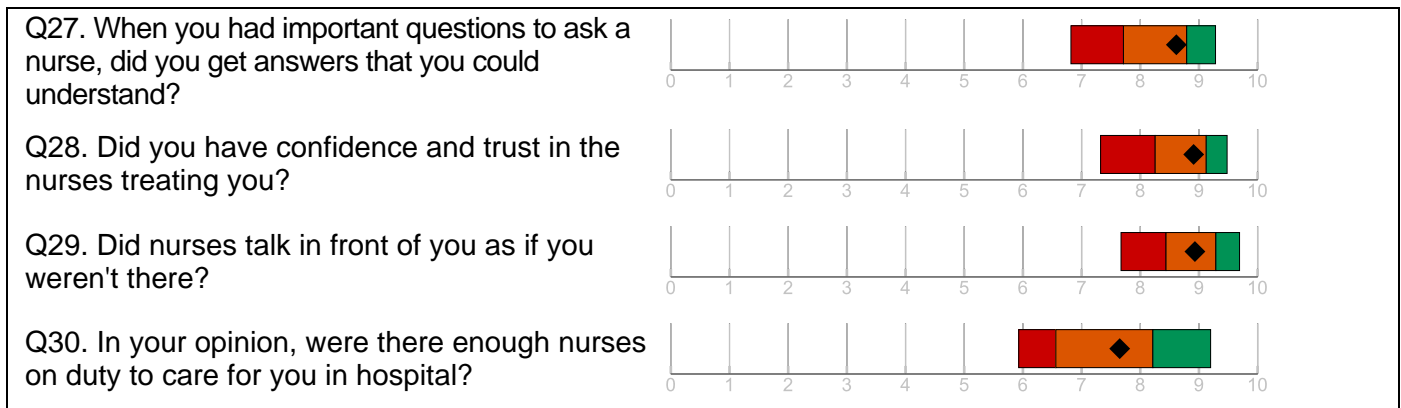 Q27. When you had important questions to ask a
nurse, did you get answers that you could
understand?
0 1 2 3 4 5 6 7 8 9 10
Q28. Did you have confidence and trust in the
nurses treating you?
0 1 2 3 4 5 6 7 8 9 10
Q29. Did nurses talk in front of you as if you
weren't there?
0 1 2 3 4 5 6 7 8 9 10
Q30. In your opinion, were there enough nurses
on duty to care for you in hospital?
0 1 2 3 4 5 6 7 8 9 10